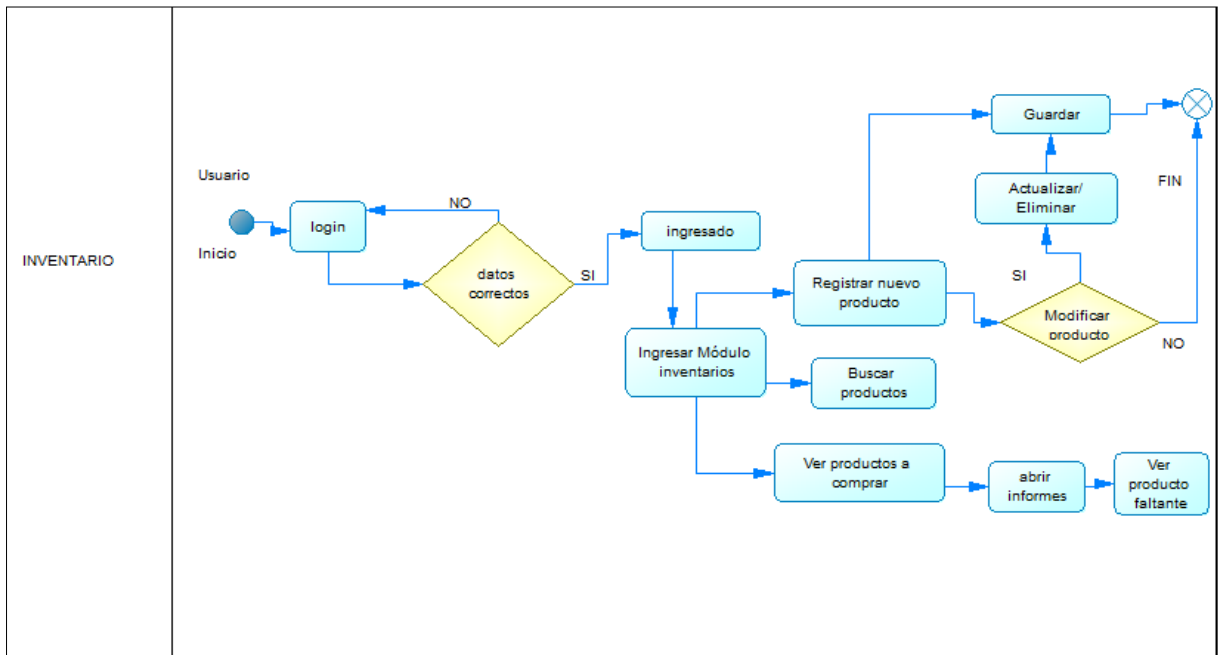 INVENTARIO
Usuario
Inicio
login
NO
datos
correctos
SI
ingresado
Ingresar Módulo
inventarios
Registrar nuevo
producto
Buscar
productos
Ver productos a
comprar
abrir
informes
Ver
producto
faltante
Guardar
Actualizar/
Eliminar
SI
Modificar
producto
NO
FIN